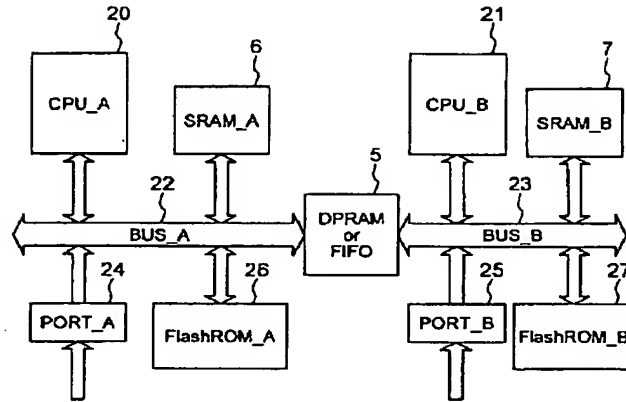 20
6
21
7
CPU_A
SRAM_A
CPU_B
SRAM_B
22
5
23
BUS_A
DPRAM
or
FIFO
BUS_B
24
26
25
27
PORT_A
FlashROM_A
PORT_B
FlashROM_B